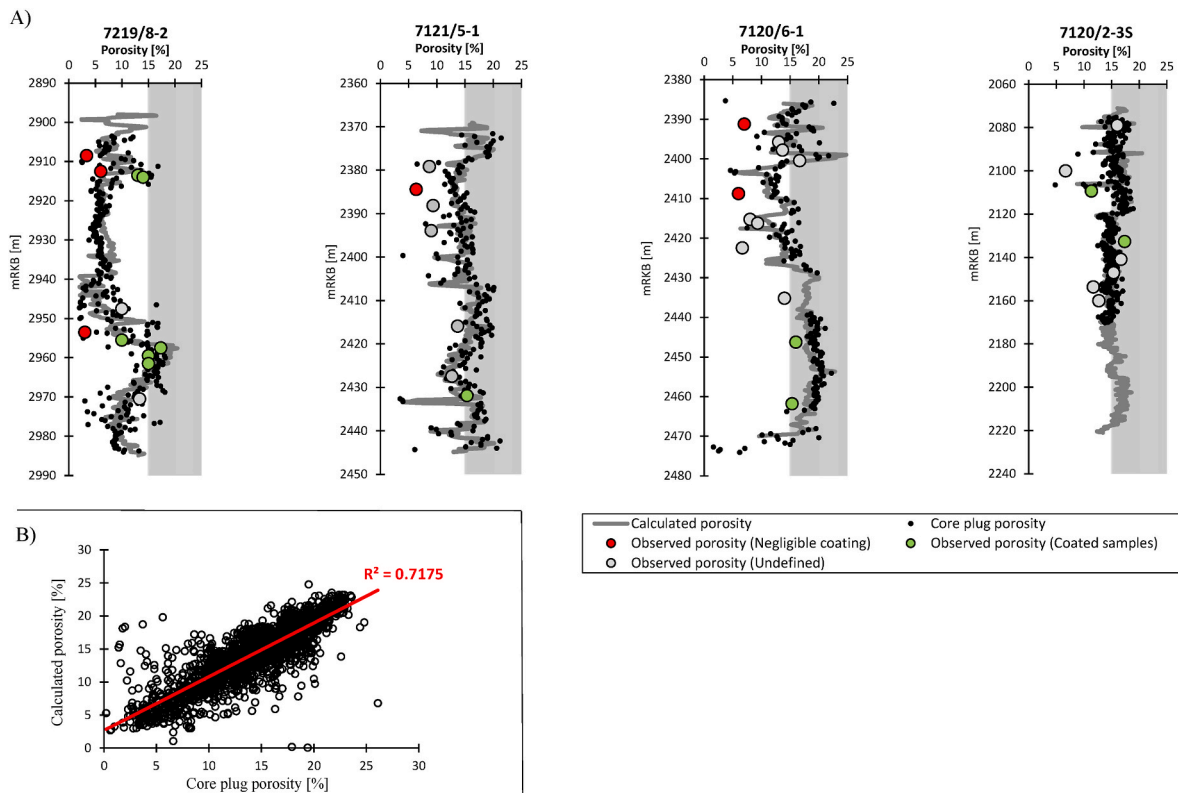 A)
7219/8-2
Porosity [%]
0 5 10 15 20 25
mRKB [m]
2890
2900
2910
2920
2930
2940
2950
2960
2970
2980
2990
7121/5-1
Porosity [%]
0 5 10 15 20 25
mRKB [m]
2360
2370
2380
2390
2400
2410
2420
2430
2440
2450
7120/6-1
Porosity [%]
0 5 10 15 20 25
mRKB [m]
2380
2390
2400
2410
2420
2430
2440
2450
2460
2470
2480
7120/2-3S
Porosity [%]
0 5 10 15 20 25
mRKB [m]
2060
2080
2100
2120
2140
2160
2180
2200
2220
2240
B)
Calculated porosity [%]
30
25
20
15
10
5
0
R² = 0.7175
0 5 10 15 20 25 30
Core plug porosity [%]
Calculated porosity
Core plug porosity
Observed porosity (Negligible coating)
Observed porosity (Coated samples)
Observed porosity (Undefined)